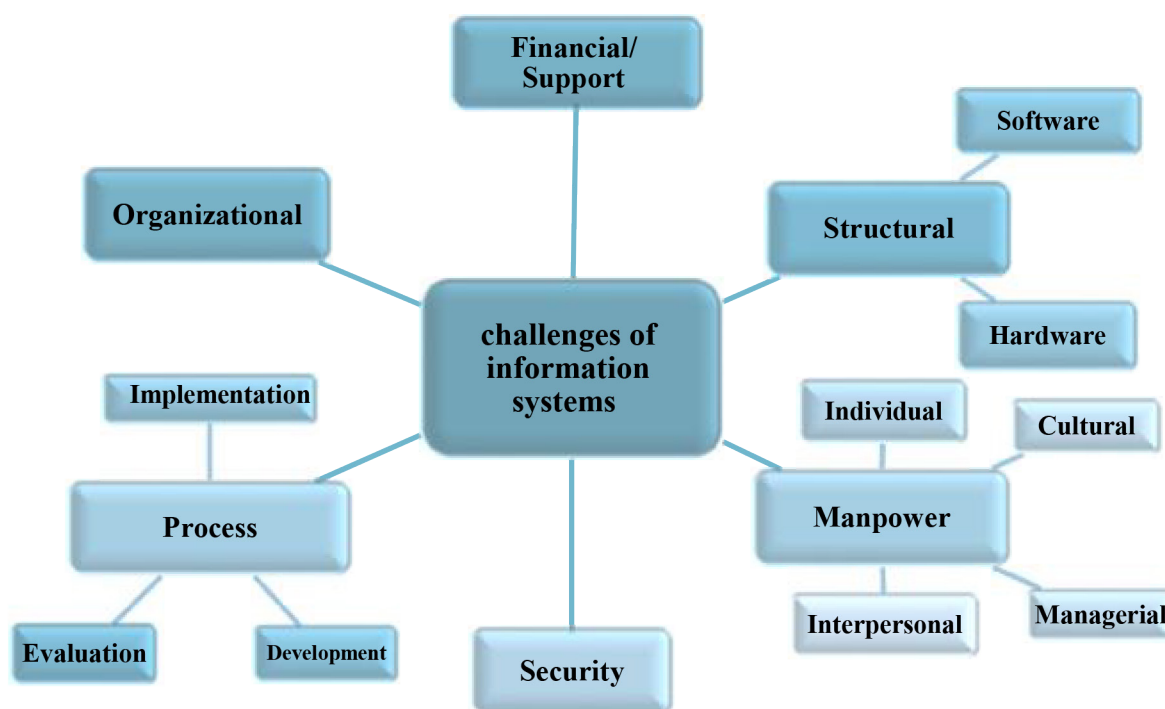 Financial/
Support
Software
Organizational
Structural
Hardware
challenges of
information
systems
Implementation
Individual
Cultural
Process
Manpower
Evaluation
Development
Security
Interpersonal
Managerial